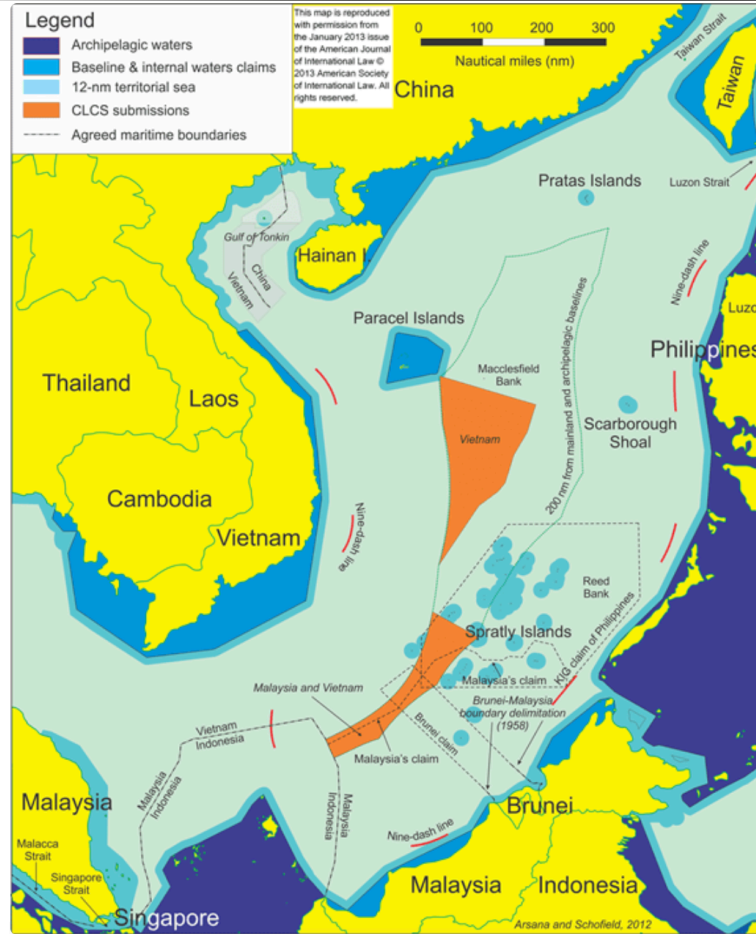 Legend
Archipelagic waters
Baseline & internal waters claims
12-nm territorial sea
CLCS submissions
Agreed maritime boundaries
This map is reproduced
with permission from
the January 2013 issue
of the American Journal
of International Law ©
2013 American Society
of International Law. All
rights reserved.
0 100 200 300
Nautical miles (nm)
China
Taiwan Strait
Taiwan
Luzon Strait
Pratas Islands
Gulf of Tonkin
Hainan I.
China
Vietnam
Nine-dash line
Luzo
Paracel Islands
200 nm from mainland and archipelagic baselines
Philippines
Macclesfield
Bank
Thailand
Laos
Scarborough
Shoal
Vietnam
Cambodia
Vietnam
Nine-dash line
Reed
Bank
Spratly Islands
KIG claim of Philippines
Malaysia's claim
Malaysia and Vietnam
Brunei-Malaysia
boundary delimitation
(1958)
Brunei claim
Vietnam
Indonesia
Malaysia's claim
Malaysia
Indonesia
Malaysia
Indonesia
Malaysia
Brunei
Nine-dash line
Malacca
Strait
Singapore
Strait
Malaysia
Indonesia
Singapore
Arsana and Schofield, 2012